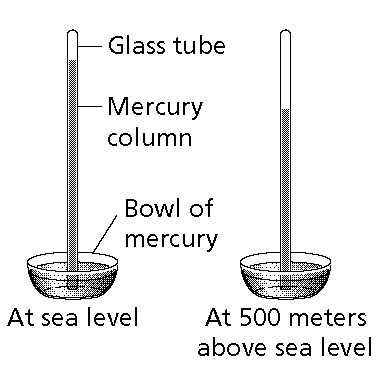 Glass tube
Mercury
column
Bowl of
mercury
At sea level
At 500 meters
above sea level